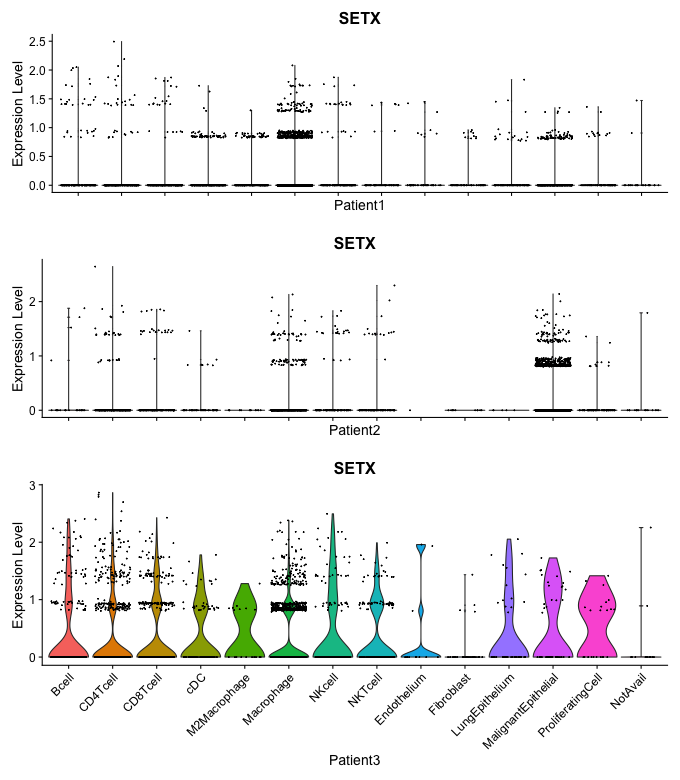 SETX
Expression Level
2.5
2.0
1.5
1.0
0.5
0.0
Patient1
SETX
Expression Level
2
1
0
Patient2
SETX
Expression Level
3
2
1
0
Bcell
CD4Tcell
CD8Tcell
cDC
M2Macrophage
Macrophage
NKcell
NKTcell
Endothelium
Fibroblast
LungEpithelium
MalignantEpithelial
ProliferatingCell
NotAvail
Patient3